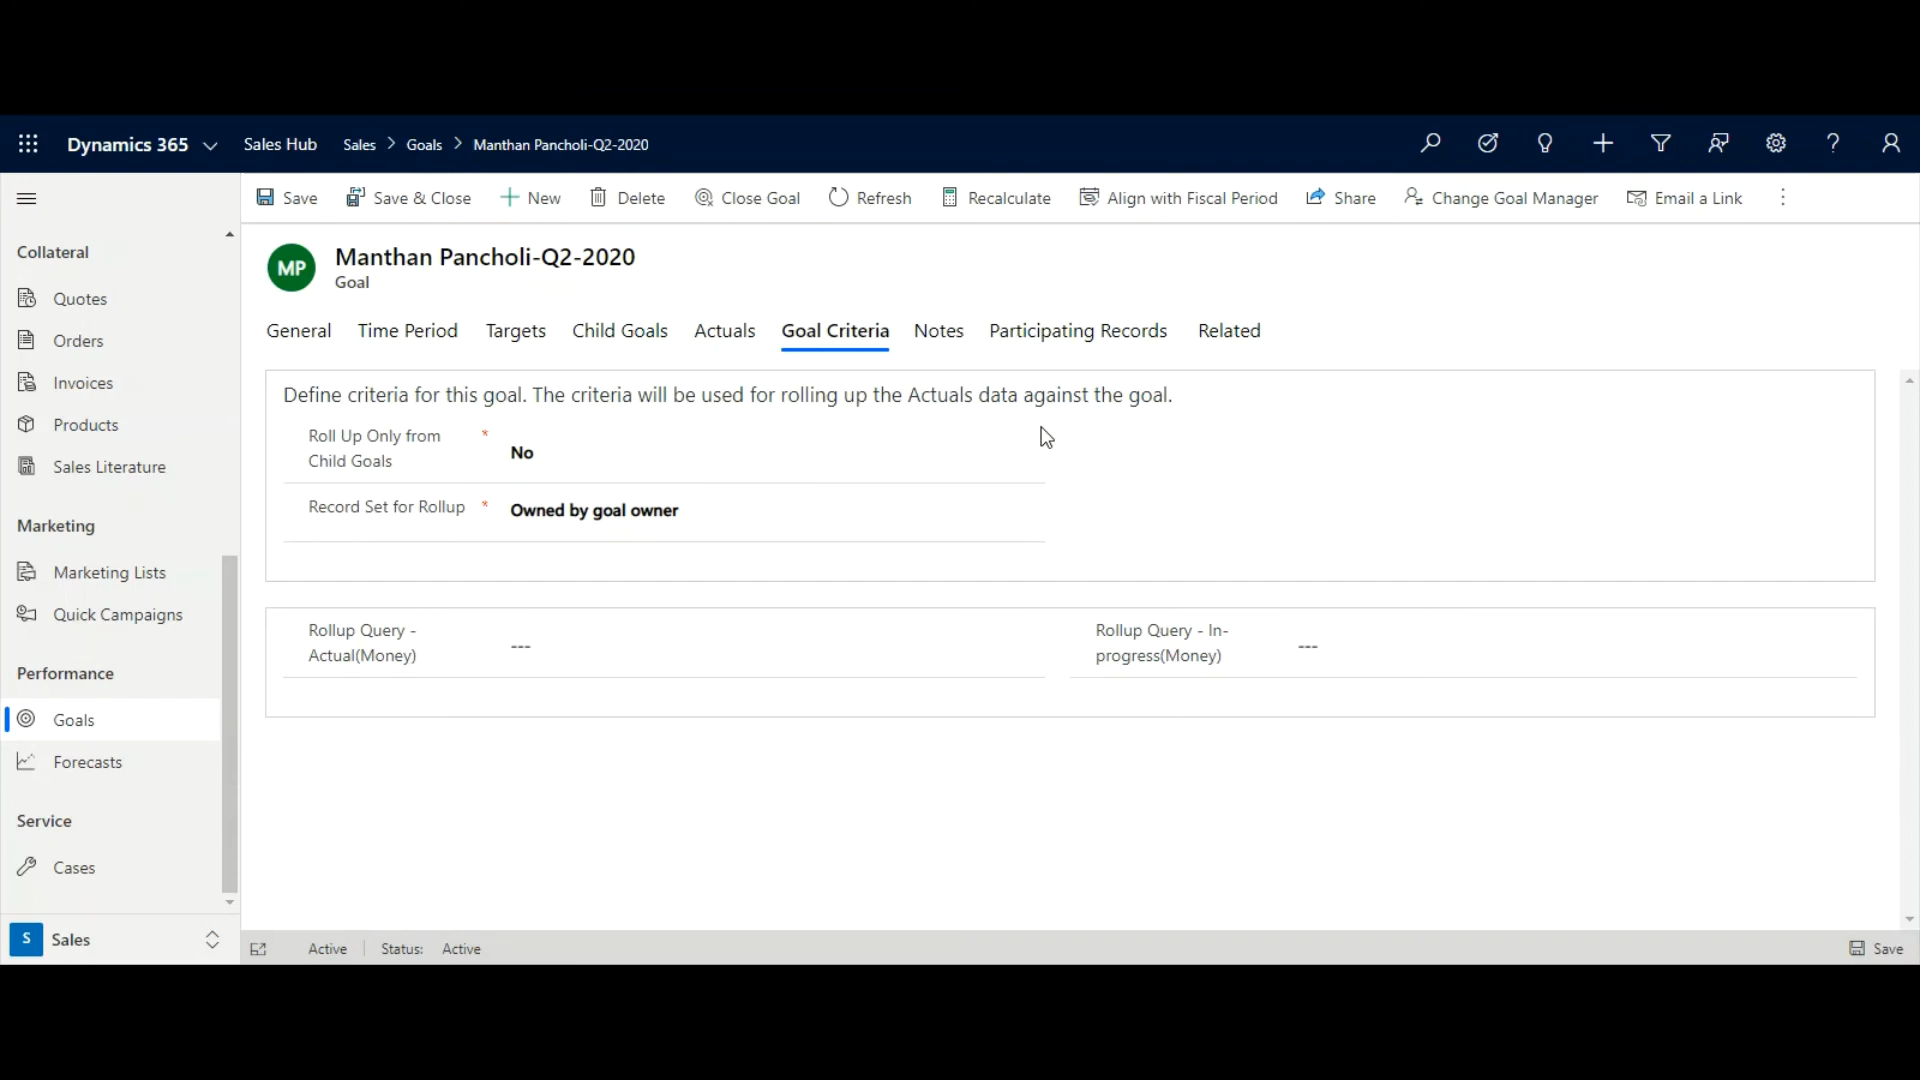 Dynamics 365 Sales Hub Sales > Goals > Manthan Pancholi-Q2-2020
Save Save & Close New Delete Close Goal Refresh Recalculate Align with Fiscal Period Share Change Goal Manager Email a Link
Collateral
Quotes
Orders
Invoices
Products
Sales Literature
Marketing
Marketing Lists
Quick Campaigns
Performance
Goals
Forecasts
Service
Cases
S Sales
MP
Manthan Pancholi-Q2-2020
Goal
General Time Period Targets Child Goals Actuals Goal Criteria Notes Participating Records Related
Define criteria for this goal. The criteria will be used for rolling up the Actuals data against the goal.
Roll Up Only from
Child Goals
* No
Record Set for Rollup * Owned by goal owner
Rollup Query -
Actual(Money)
---
Rollup Query - In-
progress(Money)
---
Active Status: Active Save